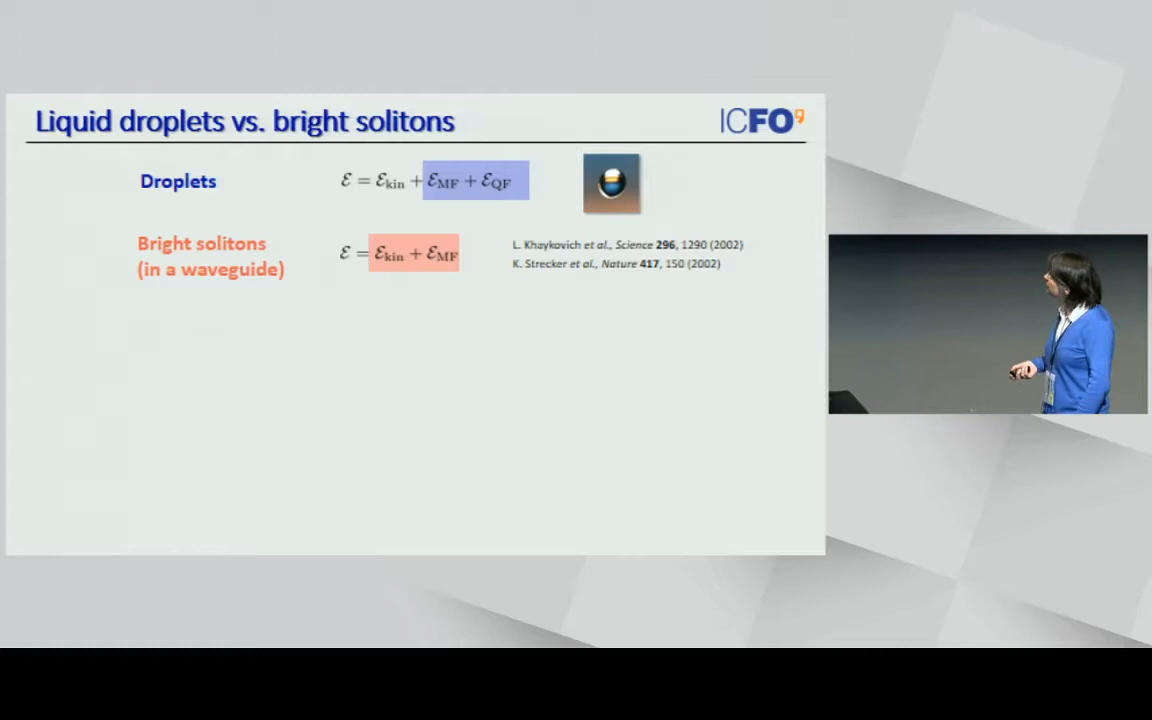 Liquid droplets vs. bright solitons
ICFO
Droplets
ℰ = ℰkin + ℰMF + ℰQF
Bright solitons
(in a waveguide)
ℰ = ℰkin + ℰMF
L. Khaykovich et al., Science 296, 1290 (2002)
K. Strecker et al., Nature 417, 150 (2002)